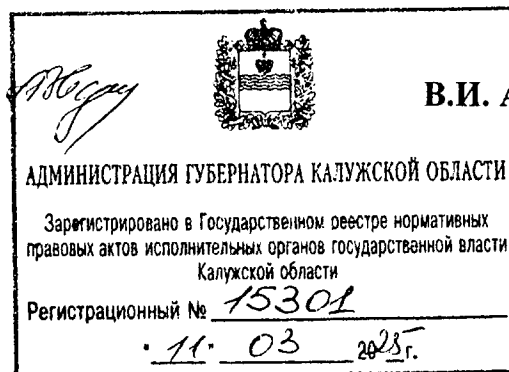 В.И. А
АДМИНИСТРАЦИЯ ГУБЕРНАТОРА КАЛУЖСКОЙ ОБЛАСТИ
Зарегистрировано в Государственном реестре нормативных
правовых актов исполнительных органов государственной власти
Калужской области
Регистрационный № 15301
"11" 03 2025 г.